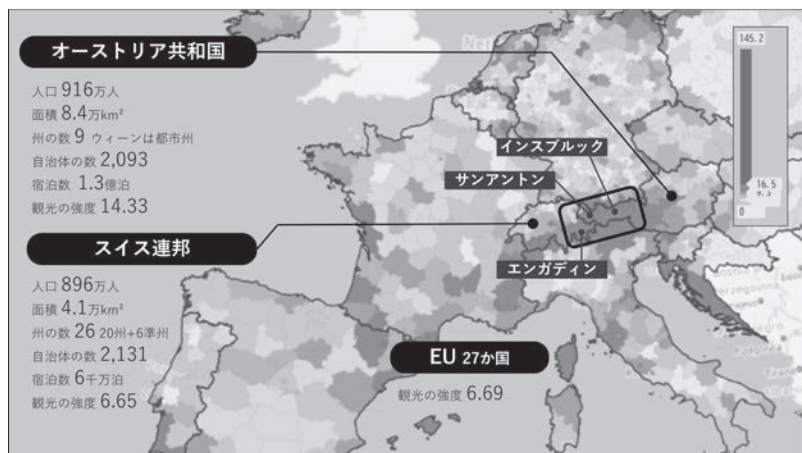 オーストリア共和国
人口 916万人
面積 8.4万km²
州の数 9 ウィーンは都市州
自治体の数 2,093
宿泊数 1.3億泊
観光の強度 14.33
スイス連邦
人口 896万人
面積 4.1万km²
州の数 26 20州+6準州
自治体の数 2,131
宿泊数 6千万泊
観光の強度 6.65
インスブルック
サンアントン
エンガディン
EU 27か国
観光の強度 6.69
145.2
16.5
0